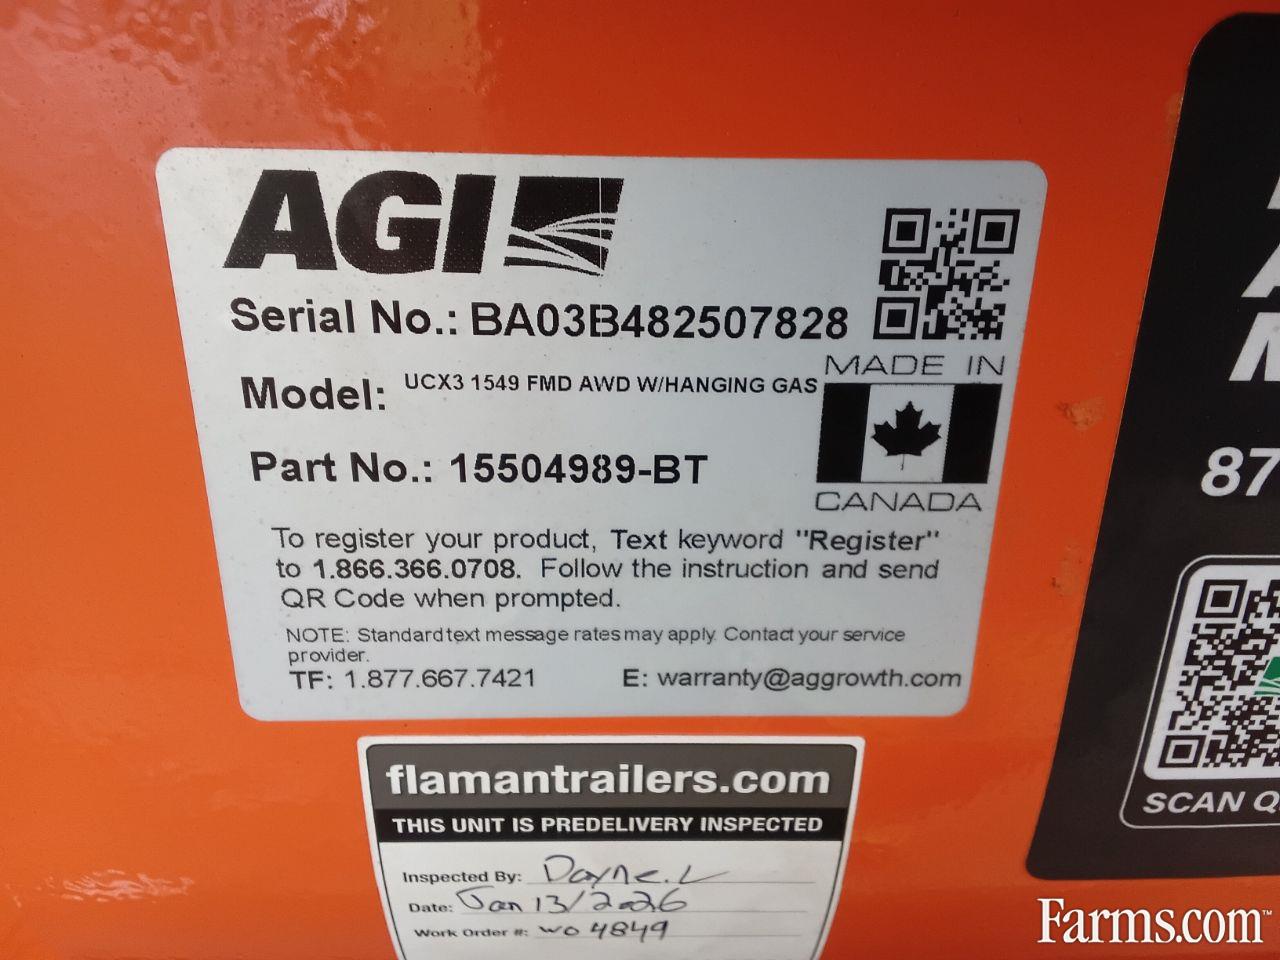 AGI
Serial No.: BA03B482507828
Model: UCX3 1549 FMD AWD W/HANGING GAS
MADE IN
CANADA
Part No.: 15504989-BT
To register your product, Text keyword "Register"
to 1.866.366.0708. Follow the instruction and send
QR Code when prompted.
NOTE: Standard text message rates may apply. Contact your service
provider.
TF: 1.877.667.7421 E: warranty@aggrowth.com
87
SCAN Q
flamantrailers.com
THIS UNIT IS PREDELIVERY INSPECTED
Inspected By: Dayne.L
Date: Jan 13/2026
Work Order #: WO 4849
Farms.com™